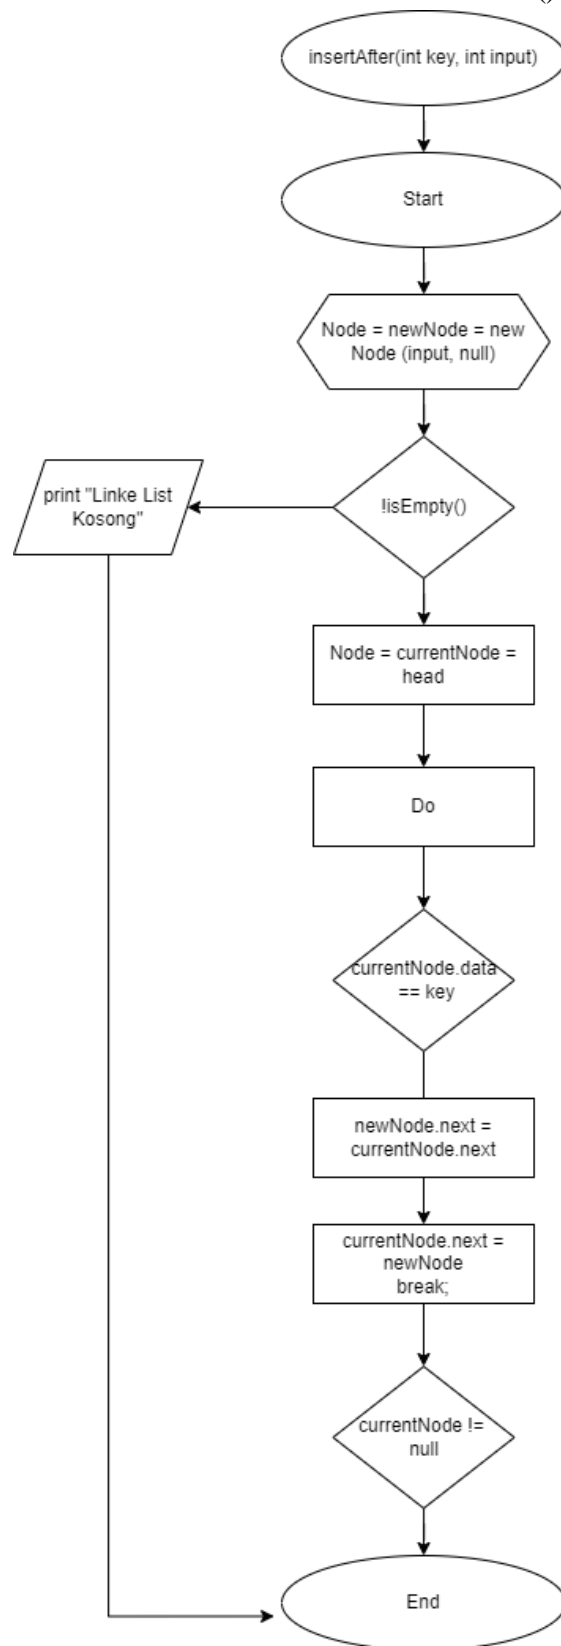 ()
insertAfter(int key, int input)
Start
Node = newNode = new
Node (input, null)
print "Linke List
Kosong"
!isEmpty()
Node = currentNode =
head
Do
currentNode.data
== key
newNode.next =
currentNode.next
currentNode.next =
newNode
break;
currentNode !=
null
End